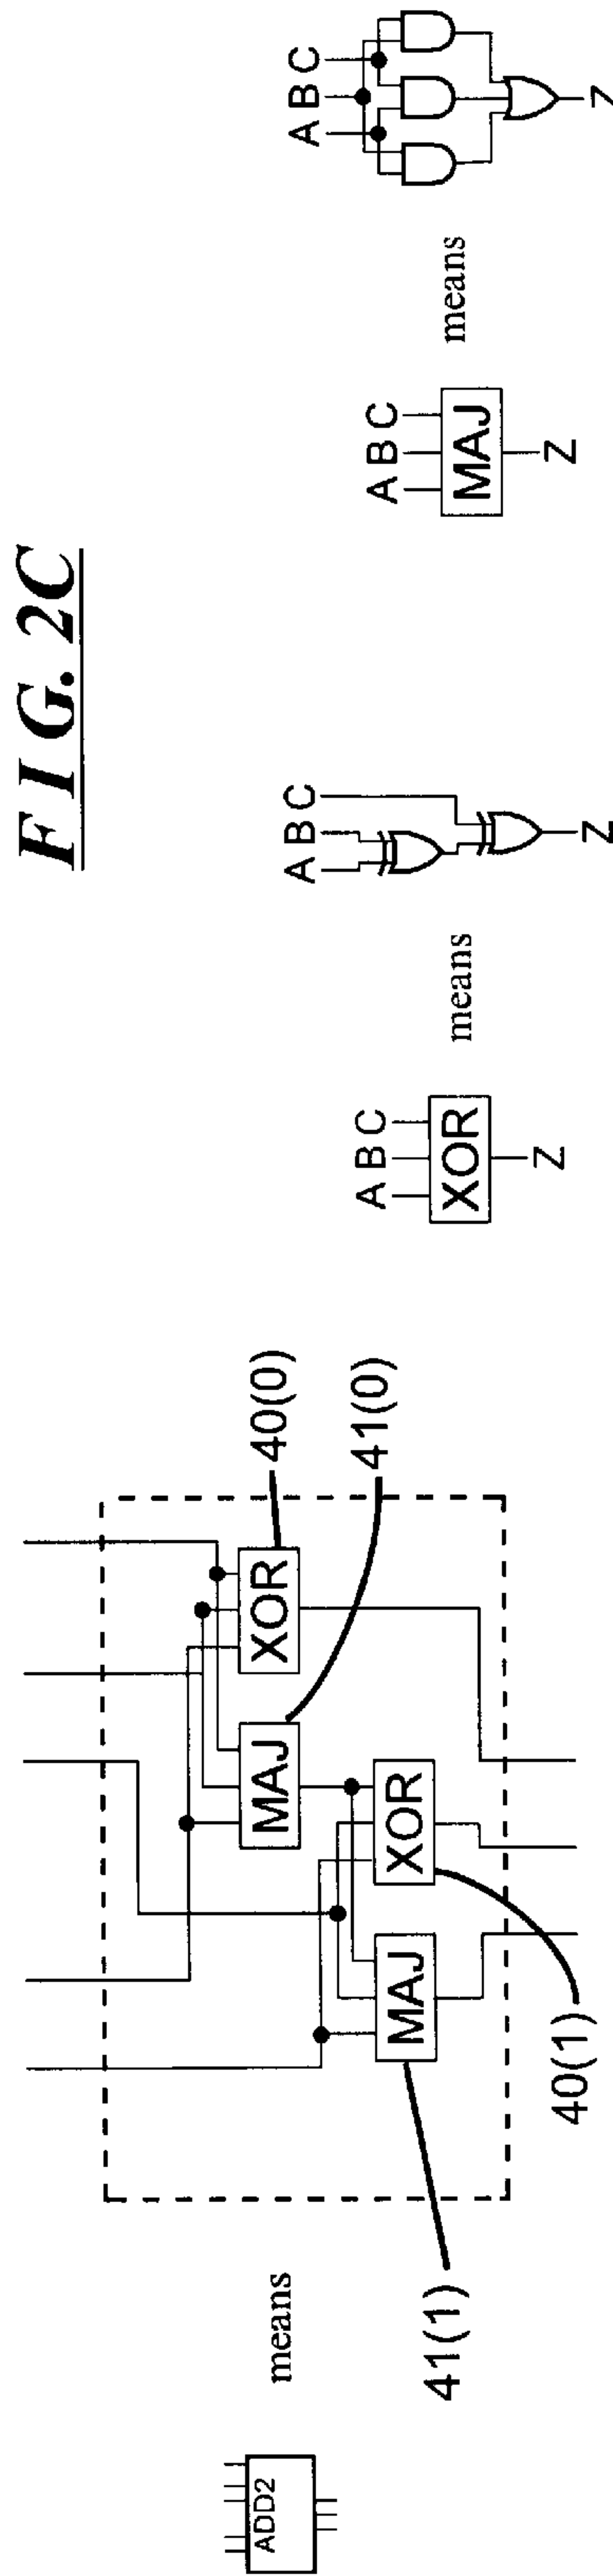 FIG. 2C
ADD2
means
MAJ
XOR
MAJ
XOR
40(0)
41(0)
40(1)
41(1)
A B C
XOR
Z
means
A B C
Z
A B C
MAJ
Z
means
A B C
Z